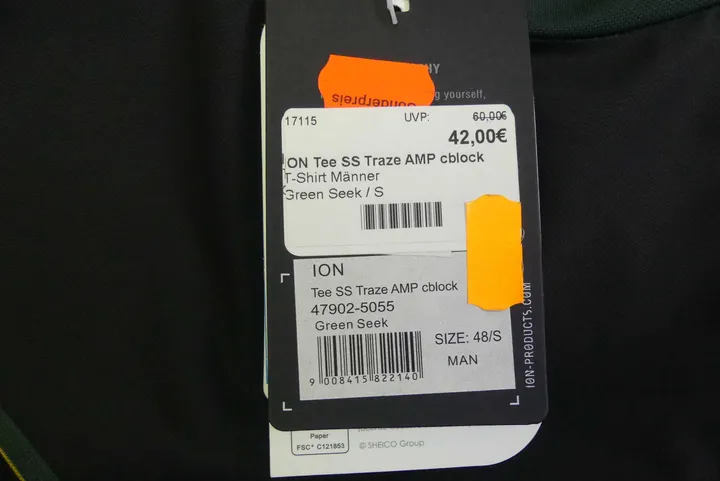 g yourself,
Sonderpreis
17115 UVP: 60,00€
42,00€
ION Tee SS Traze AMP cblock
T-Shirt Männer
Green Seek / S
ION
Tee SS Traze AMP cblock
47902-5055
Green Seek
SIZE: 48/S
MAN
9 008415 822140
ION-PRODUCTS.COM
Paper
FSC® C121853
© SHEICO Group